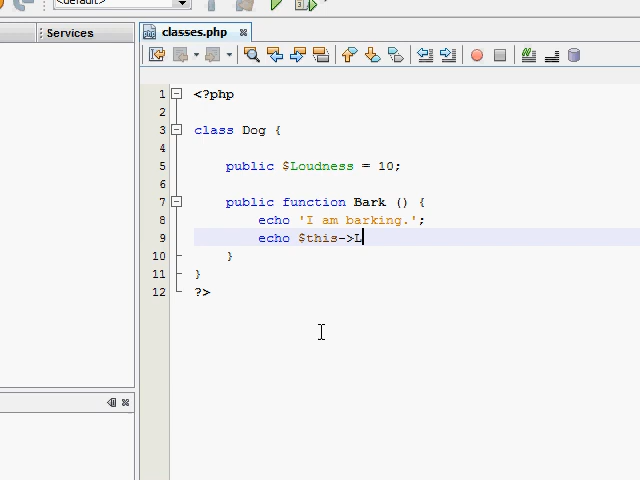 <default>
Services
classes.php
1 <?php
2
3 class Dog {
4
5 public $Loudness = 10;
6
7 public function Bark () {
8 echo 'I am barking.';
9 echo $this->L
10 }
11 }
12 ?>